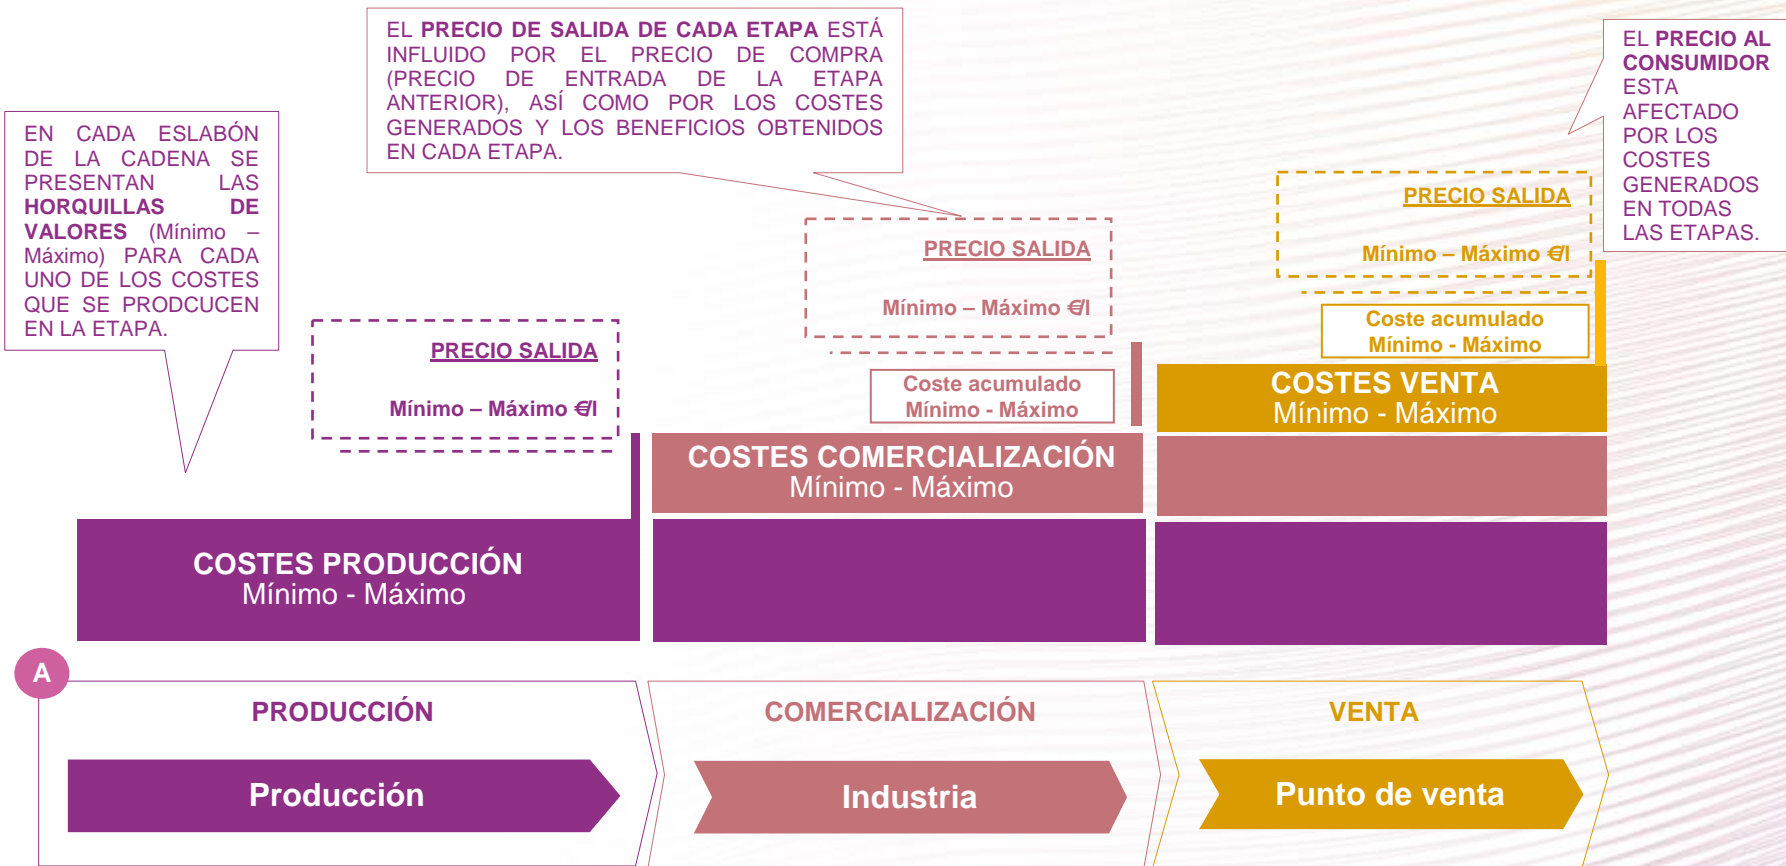 EL PRECIO DE SALIDA DE CADA ETAPA ESTÁ
INFLUIDO POR EL PRECIO DE COMPRA
(PRECIO DE ENTRADA DE LA ETAPA
ANTERIOR), ASÍ COMO POR LOS COSTES
GENERADOS Y LOS BENEFICIOS OBTENIDOS
EN CADA ETAPA.
EL PRECIO AL
CONSUMIDOR
ESTA
AFECTADO
POR LOS
COSTES
GENERADOS
EN TODAS
LAS ETAPAS.
EN CADA ESLABÓN
DE LA CADENA SE
PRESENTAN LAS
HORQUILLAS DE
VALORES (Mínimo –
Máximo) PARA CADA
UNO DE LOS COSTES
QUE SE PRODCUCEN
EN LA ETAPA.
PRECIO SALIDA
Mínimo – Máximo €/l
PRECIO SALIDA
Mínimo – Máximo €/l
PRECIO SALIDA
Mínimo – Máximo €/l
Coste acumulado
Mínimo - Máximo
Coste acumulado
Mínimo - Máximo
COSTES VENTA
Mínimo - Máximo
COSTES COMERCIALIZACIÓN
Mínimo - Máximo
COSTES PRODUCCIÓN
Mínimo - Máximo
A
PRODUCCIÓN
COMERCIALIZACIÓN
VENTA
Producción
Industria
Punto de venta